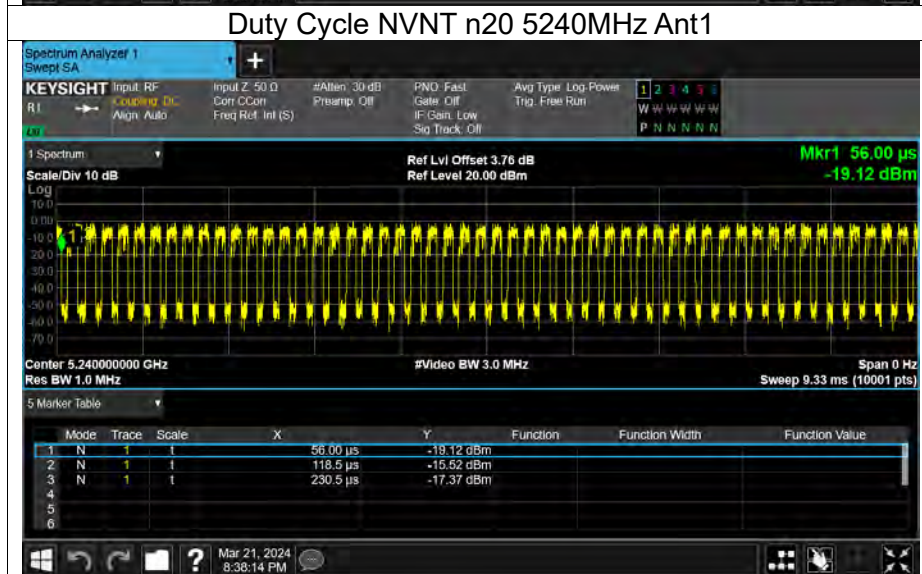 Duty Cycle NVNT n20 5240MHz Ant1
Spectrum Analyzer 1
Swept SA
+
KEYSIGHT Input: RF Input Z: 50 Ω #Atten: 30 dB PNO: Fast Avg Type: Log-Power 1 2 3 4 5 6
Coupling: DC Corr CCorr Preamp: Off Gate: Off Trig: Free Run W W W W W W
Align: Auto Freq Ref: Int (S) IF Gain: Low
Sig Track: Off P N N N N N
1 Spectrum Ref Lvl Offset 3.76 dB Mkr1 56.00 µs
Scale/Div 10 dB Ref Level 20.00 dBm -19.12 dBm
Log
10.0
0.00
-10.0
-20.0
-30.0
-40.0
-50.0
-60.0
-70.0
1
Center 5.240000000 GHz #Video BW 3.0 MHz Span 0 Hz
Res BW 1.0 MHz Sweep 9.33 ms (10001 pts)
5 Marker Table
Mode Trace Scale X Y Function Function Width Function Value
1 N 1 t 56.00 µs -19.12 dBm
2 N 1 t 118.5 µs -15.52 dBm
3 N 1 t 230.5 µs -17.37 dBm
4
5
6
? Mar 21, 2024
8:38:14 PM